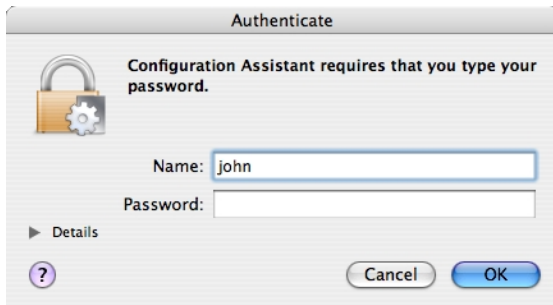 Authenticate
Configuration Assistant requires that you type your
password.
Name: john
Password:
Details
? Cancel OK